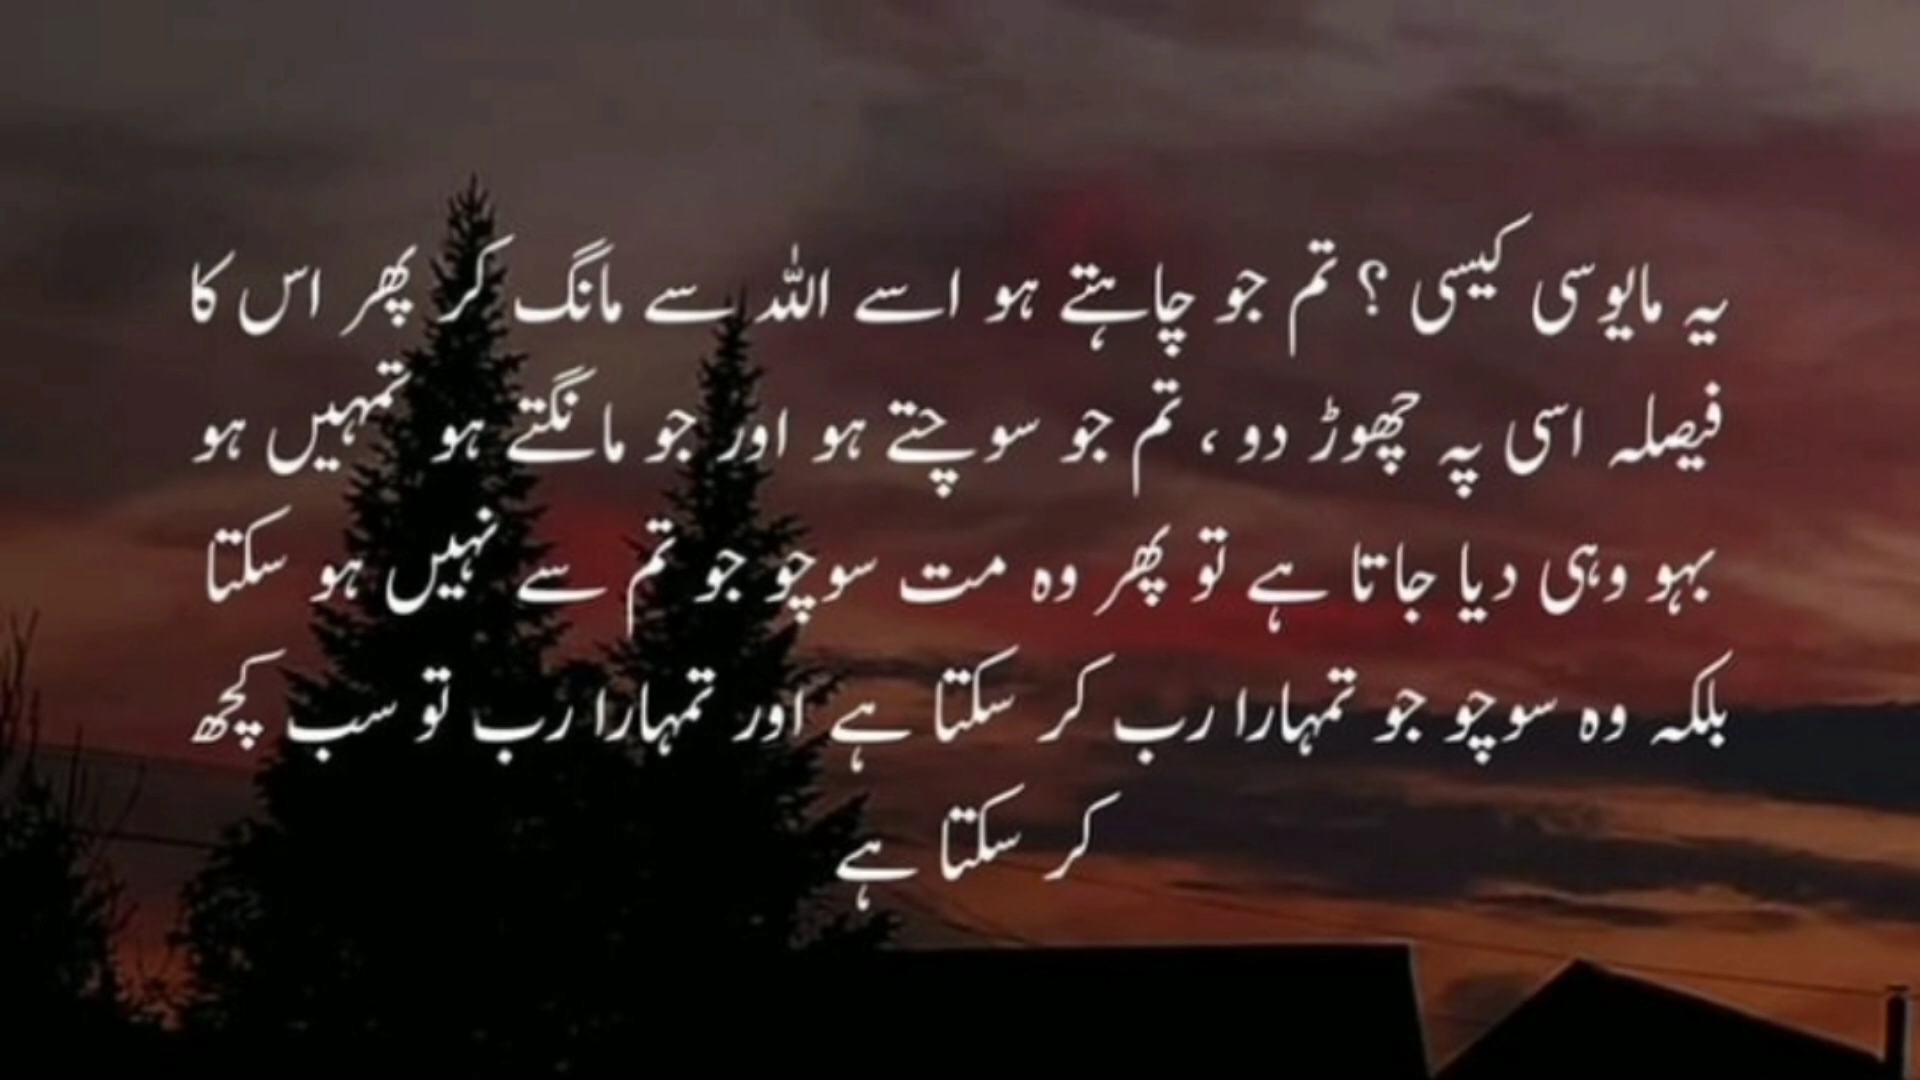 یہ مایوسی کیسی ؟ تم جو چاہتے ہو اسے اللہ سے مانگ کر پھر اس کا
فیصلہ اسی پہ چھوڑ دو ، تم جو سوچتے ہو اور جو مانگتے ہو تمہیں ہو
بہو وہی دیا جاتا ہے تو پھر وہ مت سوچو جو تم سے نہیں ہو سکتا
بلکہ وہ سوچو جو تمہارا رب کر سکتا ہے اور تمہارا رب تو سب کچھ
کر سکتا ہے